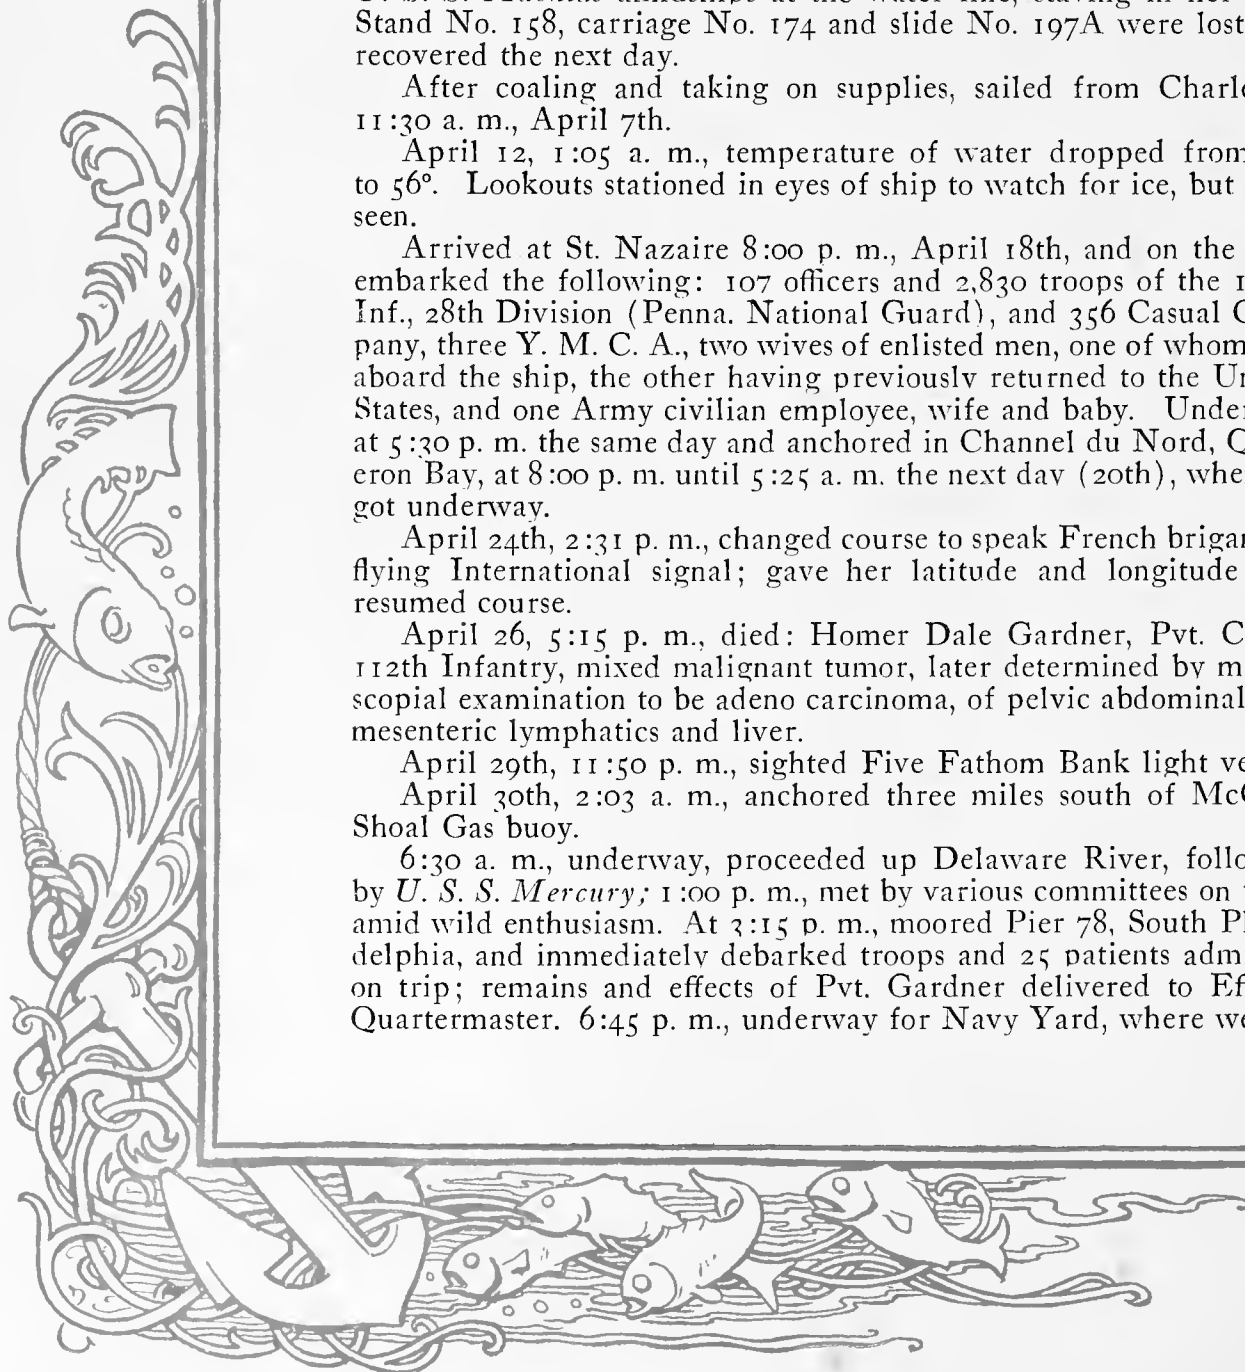 Stand No. 158, carriage No. 174 and slide No. 197A were lost
recovered the next day.
After coaling and taking on supplies, sailed from Charle
11:30 a. m., April 7th.
April 12, 1:05 a. m., temperature of water dropped from
to 56°. Lookouts stationed in eyes of ship to watch for ice, but
seen.
Arrived at St. Nazaire 8:00 p. m., April 18th, and on the
embarked the following: 107 officers and 2,830 troops of the 1
Inf., 28th Division (Penna. National Guard), and 356 Casual C
pany, three Y. M. C. A., two wives of enlisted men, one of whom
aboard the ship, the other having previously returned to the Un
States, and one Army civilian employee, wife and baby. Under
at 5:30 p. m. the same day and anchored in Channel du Nord, Q
eron Bay, at 8:00 p. m. until 5:25 a. m. the next day (20th), whe
got underway.
April 24th, 2:31 p. m., changed course to speak French brigan
flying International signal; gave her latitude and longitude
resumed course.
April 26, 5:15 p. m., died: Homer Dale Gardner, Pvt. C
112th Infantry, mixed malignant tumor, later determined by m
scopial examination to be adeno carcinoma, of pelvic abdominal
mesenteric lymphatics and liver.
April 29th, 11:50 p. m., sighted Five Fathom Bank light ve
April 30th, 2:03 a. m., anchored three miles south of McC
Shoal Gas buoy.
6:30 a. m., underway, proceeded up Delaware River, follo
by U. S. S. Mercury; 1:00 p. m., met by various committees on
amid wild enthusiasm. At 3:15 p. m., moored Pier 78, South P
delphia, and immediately debarked troops and 25 patients adm
on trip; remains and effects of Pvt. Gardner delivered to Ef
Quartermaster. 6:45 p. m., underway for Navy Yard, where we